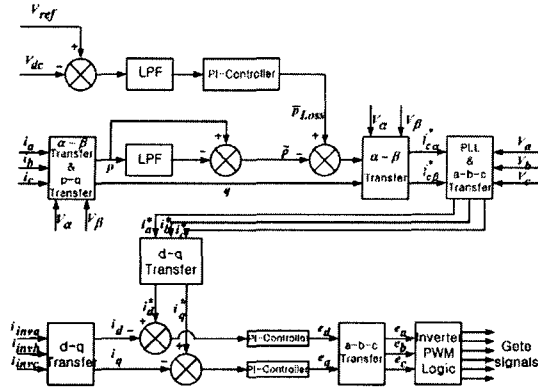 V_ref
V_dc
+
-
LPF
PI-Controller
p̄_Loss
V_α V_β
i_a
i_b
i_c
α ~ β
Transfer
&
p-q
Transfer
V_α V_β
p
LPF
+
-
p̃
+
-
q
α ~ β
Transfer
i*_cα
i*_cβ
PLL
&
a-b-c
Transfer
V_a
V_b
V_c
i*_a i*_b i*_c
d-q
Transfer
i*_d i*_q
i_inva
i_invb
i_invc
d-q
Transfer
i_d
i_q
+
-
+
-
PI-Controller
PI-Controller
e_d
e_q
a-b-c
Transfer
e_a
e_b
e_c
Inverter
PWM
Logic
Gete
signals